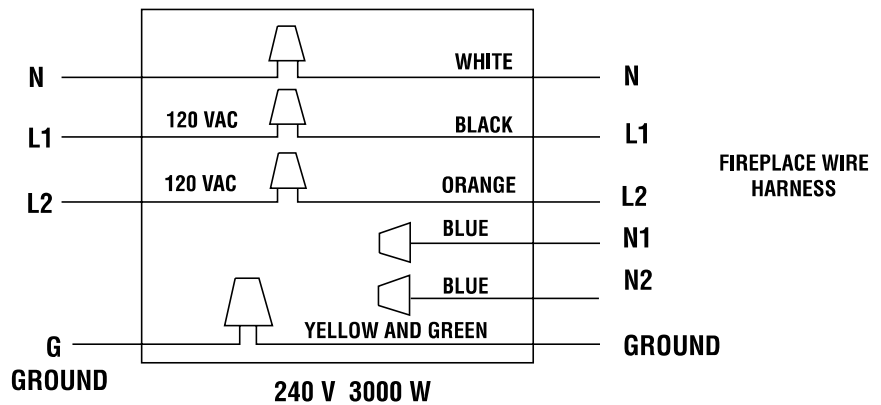 N
WHITE
N
L1
120 VAC
BLACK
L1
L2
120 VAC
ORANGE
L2
FIREPLACE WIRE
HARNESS
BLUE
N1
BLUE
N2
G
GROUND
YELLOW AND GREEN
GROUND
240 V 3000 W